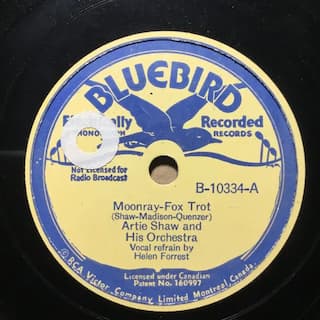 BLUEBIRD
Recorded
RECORDS
Not Licensed for
Radio Broadcast
B-10334-A
Moonray-Fox Trot
(Shaw-Madison-Quenzer)
Artie Shaw and
His Orchestra
Vocal refrain by
Helen Forrest
Licensed under Canadian
Patent No. 160997
RCA Victor Company Limited Montreal, Canada.